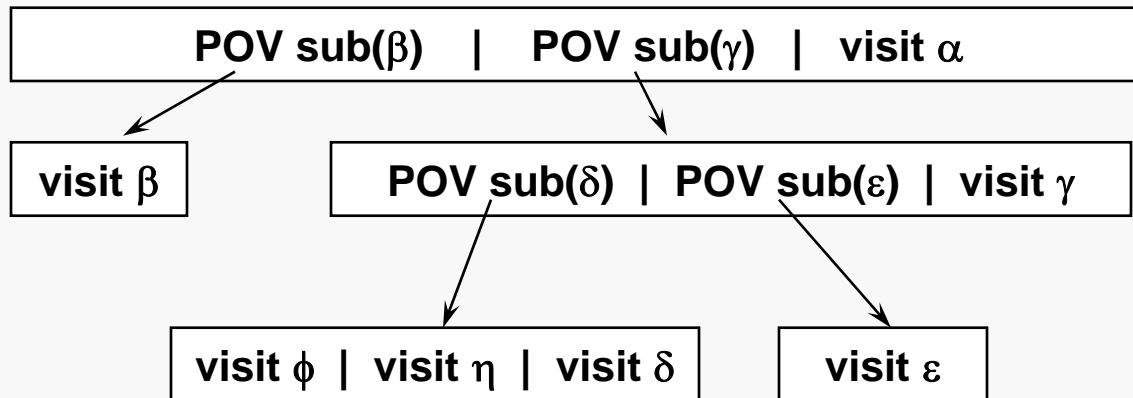 POV sub(β) | POV sub(γ) | visit α
visit β
POV sub(δ) | POV sub(ε) | visit γ
visit ϕ | visit η | visit δ
visit ε